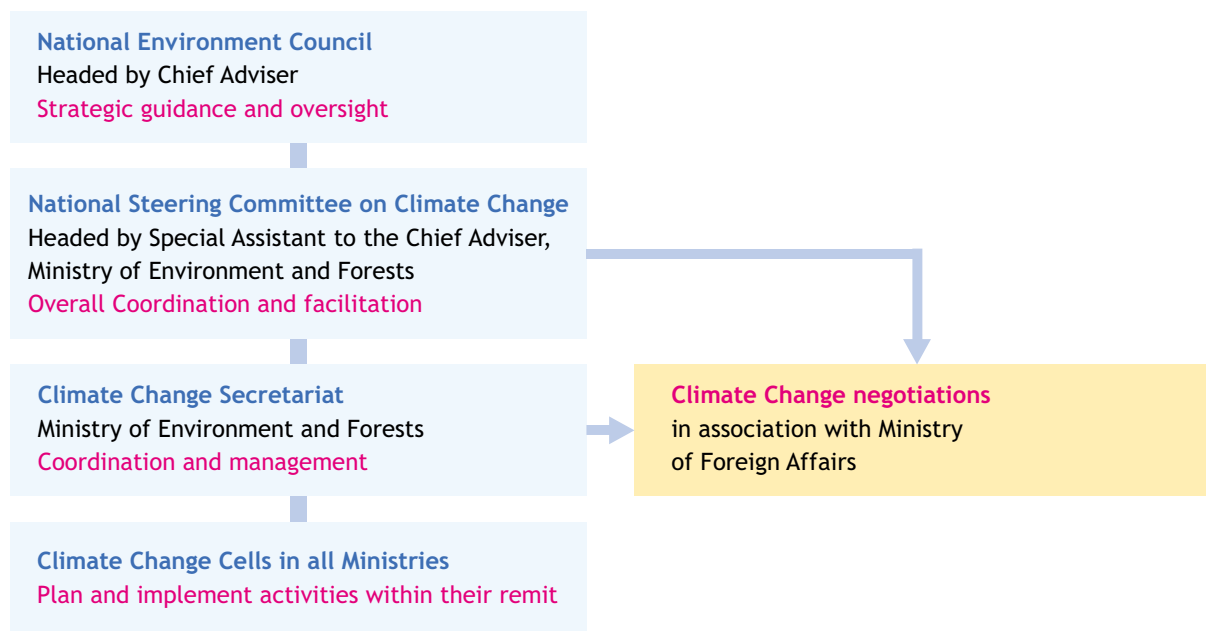 National Environment Council
Headed by Chief Adviser
Strategic guidance and oversight
National Steering Committee on Climate Change
Headed by Special Assistant to the Chief Adviser,
Ministry of Environment and Forests
Overall Coordination and facilitation
Climate Change Secretariat
Ministry of Environment and Forests
Coordination and management
Climate Change negotiations
in association with Ministry
of Foreign Affairs
Climate Change Cells in all Ministries
Plan and implement activities within their remit